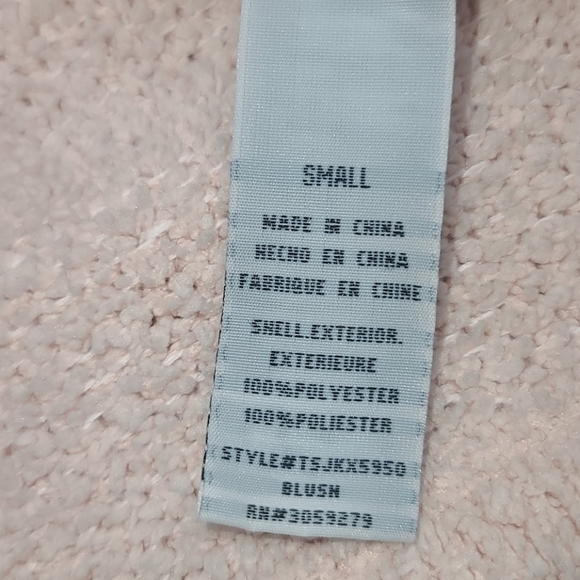 SMALL
MADE IN CHINA
HECHO EN CHINA
FABRIQUE EN CHINE
SHELL.EXTERIOR.
EXTERIEURE
100%POLYESTER
100%POLIESTER
STYLE#TSJKX5950
BLUSH
RN#3059279